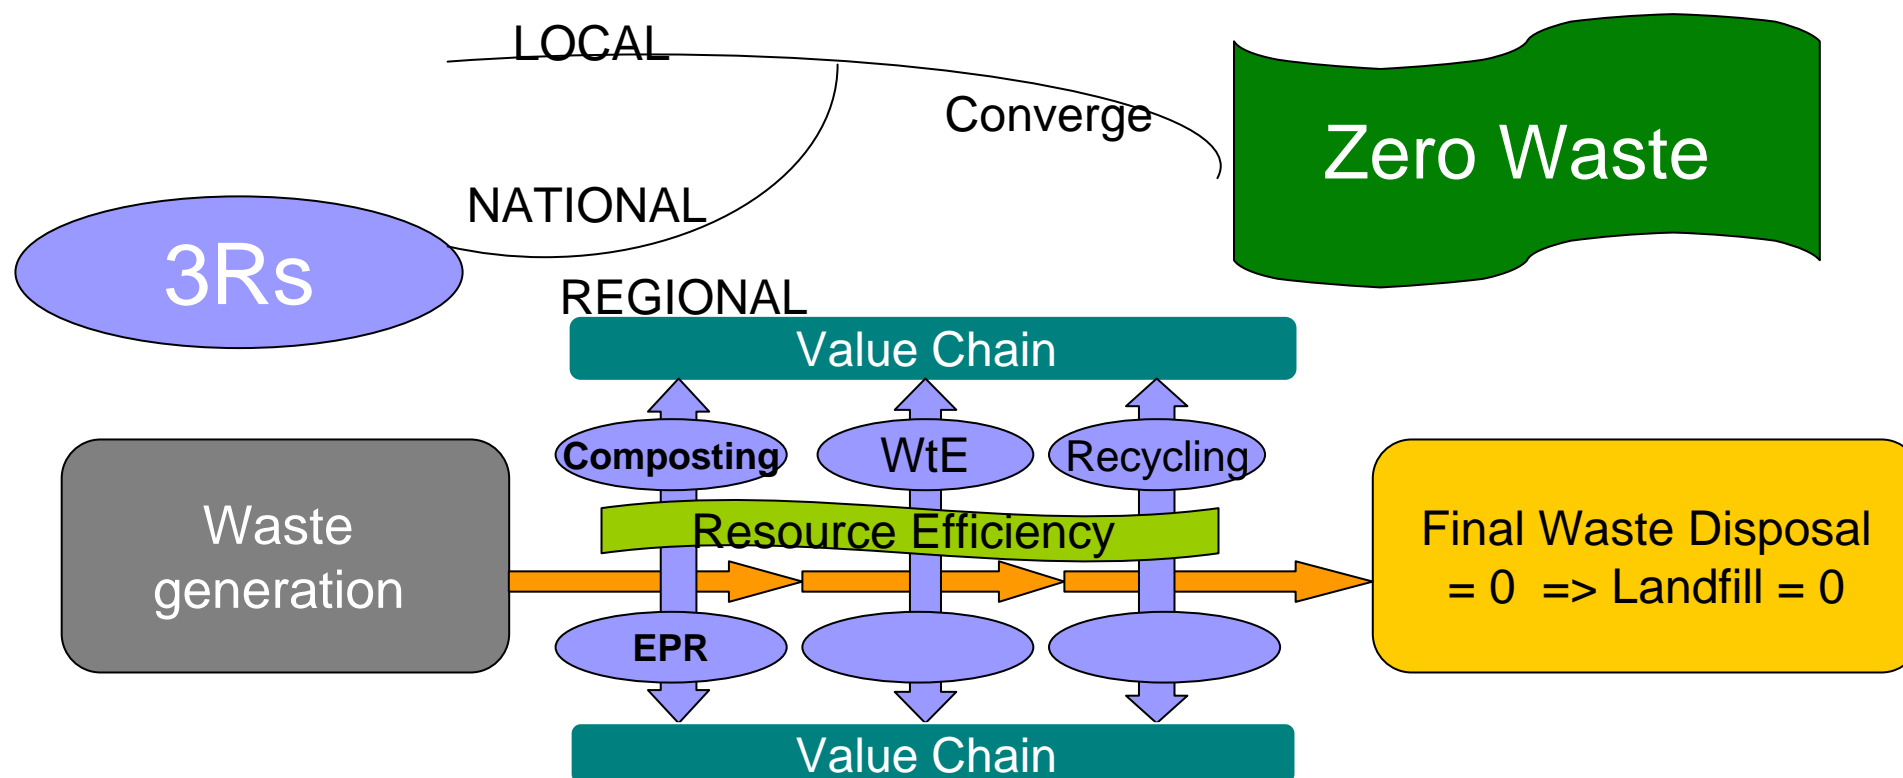 LOCAL
Converge
Zero Waste
NATIONAL
3Rs
REGIONAL
Value Chain
Composting
WtE
Recycling
Resource Efficiency
Waste
generation
Final Waste Disposal
= 0 => Landfill = 0
EPR
Value Chain